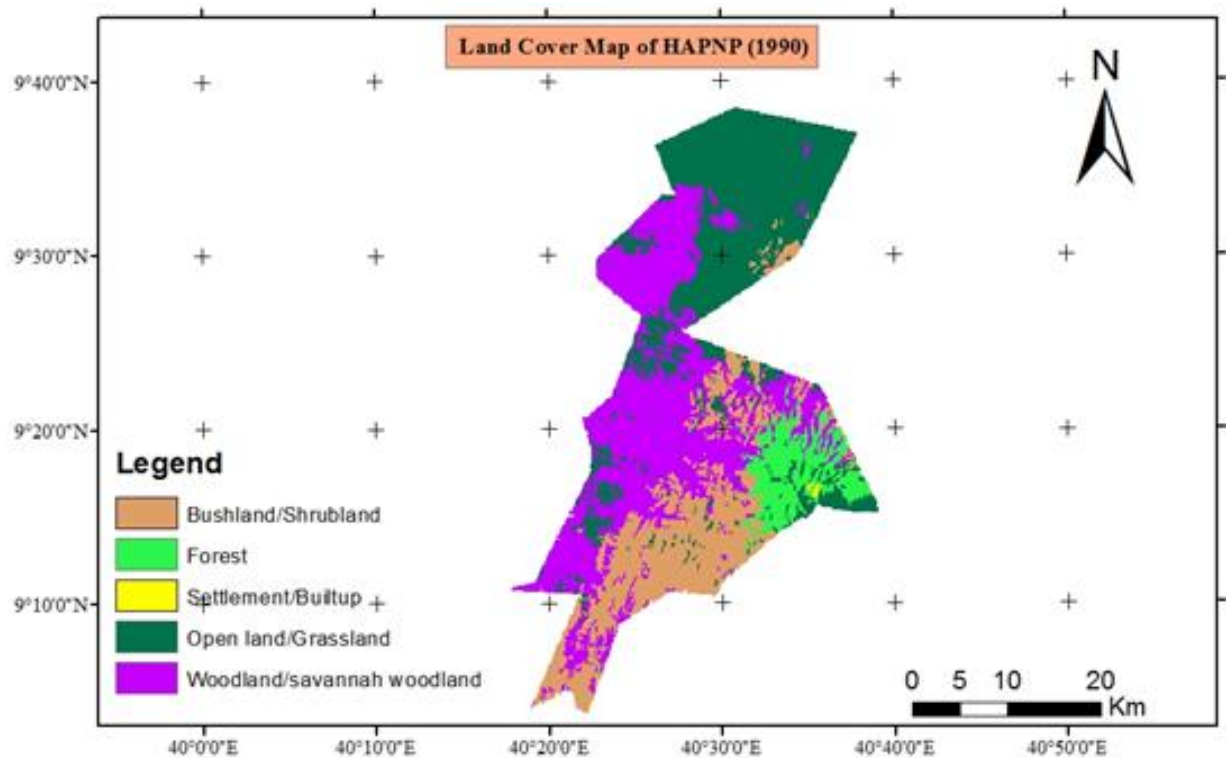 Land Cover Map of HAPNP (1990)
N
9°40'0"N
9°30'0"N
9°20'0"N
9°10'0"N
Legend
Bushland/Shrubland
Forest
Settlement/Builtup
Open land/Grassland
Woodland/savannah woodland
0 5 10 20
Km
40°0'0"E 40°10'0"E 40°20'0"E 40°30'0"E 40°40'0"E 40°50'0"E